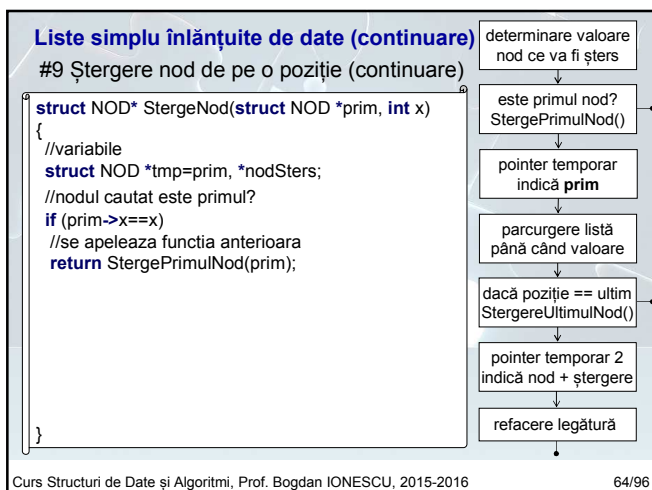 Liste simplu înlănțuite de date (continuare)
#9 Ștergere nod de pe o poziție (continuare)
struct NOD* StergeNod(struct NOD *prim, int x)
{
//variabile
struct NOD *tmp=prim, *nodSters;
//nodul cautat este primul?
if (prim->x==x)
//se apeleaza functia anterioara
return StergePrimulNod(prim);
}
determinare valoare
nod ce va fi șters
este primul nod?
StergePrimulNod()
pointer temporar
indică prim
parcurgere listă
până când valoare
dacă poziție == ultim
StergereUltimulNod()
pointer temporar 2
indică nod + ștergere
refacere legătură
Curs Structuri de Date și Algoritmi, Prof. Bogdan IONESCU, 2015-2016
64/96